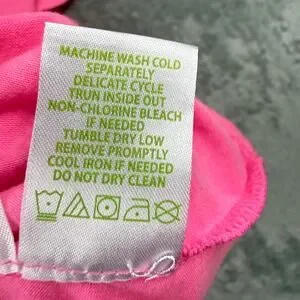 MACHINE WASH COLD
SEPARATELY
DELICATE CYCLE
TRUN INSIDE OUT
NON-CHLORINE BLEACH
IF NEEDED
TUMBLE DRY LOW
REMOVE PROMPTLY
COOL IRON IF NEEDED
DO NOT DRY CLEAN